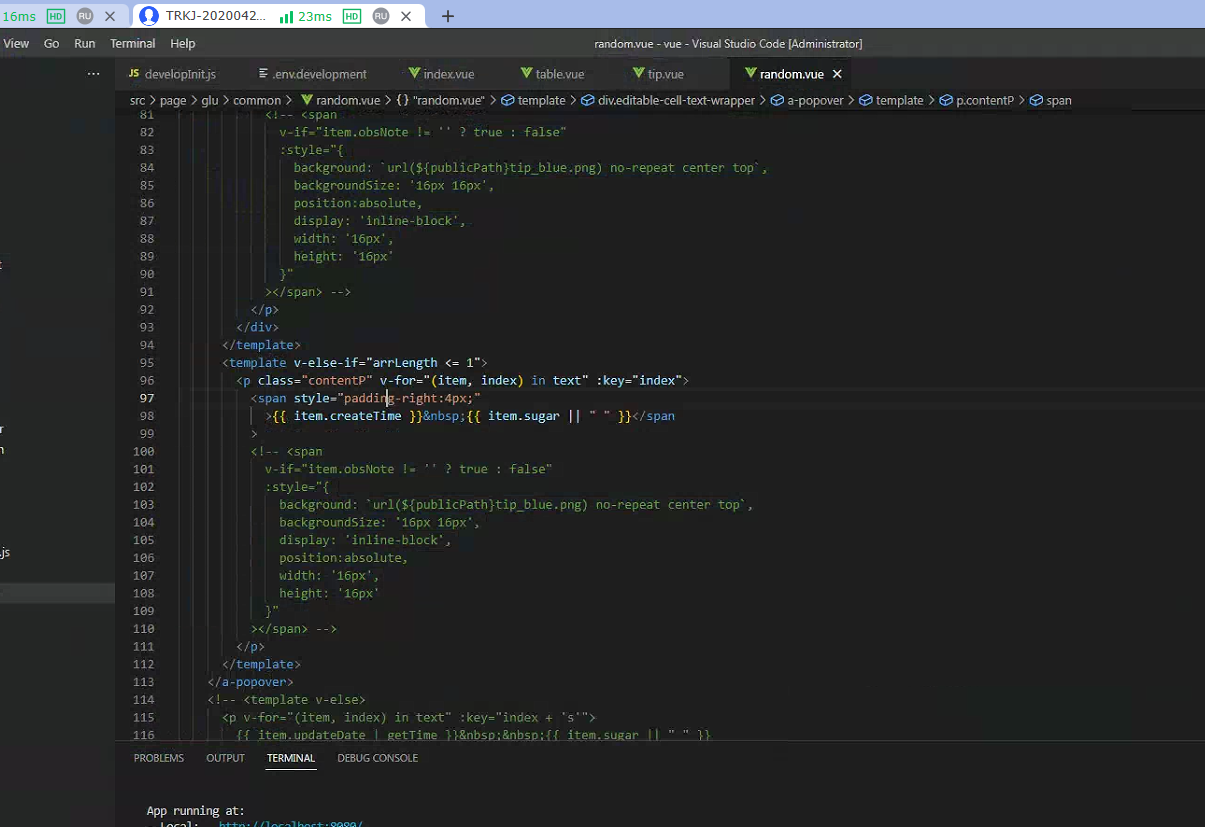 16ms HD RU TRKJ-2020042... 23ms HD RU
View Go Run Terminal Help random.vue - vue - Visual Studio Code [Administrator]
··· JS developInit.js .env.development index.vue table.vue tip.vue random.vue
src > page > glu > common > random.vue > {} "random.vue" > template > div.editable-cell-text-wrapper > a-popover > template > p.contentP > span
81 <!-- <span
82 v-if="item.obsNote != '' ? true : false"
83 :style="{
84 background: `url(${publicPath}tip_blue.png) no-repeat center top`,
85 backgroundSize: '16px 16px',
86 position:absolute,
87 display: 'inline-block',
88 width: '16px',
89 height: '16px'
90 }"
91 ></span> -->
92 </p>
93 </div>
94 </template>
95 <template v-else-if="arrLength <= 1">
96 <p class="contentP" v-for="(item, index) in text" :key="index">
97 <span style="padding-right:4px;"
98 >{{ item.createTime }}&nbsp;{{ item.sugar || " " }}</span
99 >
100 <!-- <span
101 v-if="item.obsNote != '' ? true : false"
102 :style="{
103 background: `url(${publicPath}tip_blue.png) no-repeat center top`,
104 backgroundSize: '16px 16px',
105 display: 'inline-block',
106 position:absolute,
107 width: '16px',
108 height: '16px'
109 }"
110 ></span> -->
111 </p>
112 </template>
113 </a-popover>
114 <!-- <template v-else>
115 <p v-for="(item, index) in text" :key="index + 's'">
116 {{ item.updateDate | getTime }}&nbsp;&nbsp;{{ item.sugar || " " }}
.js
PROBLEMS OUTPUT TERMINAL DEBUG CONSOLE
App running at:
- Local: http://localhost:8080/